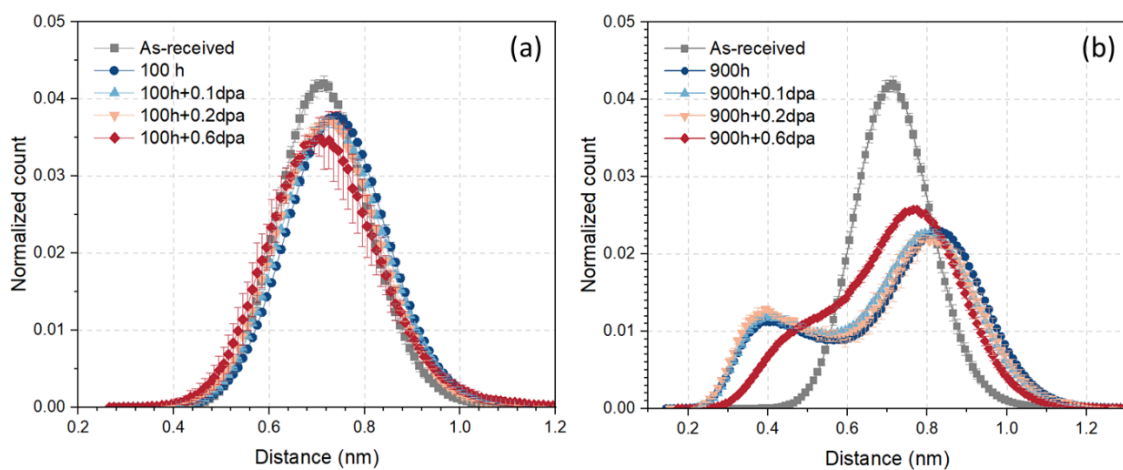 (a)
As-received
100 h
100h+0.1dpa
100h+0.2dpa
100h+0.6dpa
0.05
0.04
0.03
0.02
0.01
0.00
Normalized count
0.2 0.4 0.6 0.8 1.0 1.2
Distance (nm)
(b)
As-received
900h
900h+0.1dpa
900h+0.2dpa
900h+0.6dpa
0.05
0.04
0.03
0.02
0.01
0.00
Normalized count
0.2 0.4 0.6 0.8 1.0 1.2
Distance (nm)